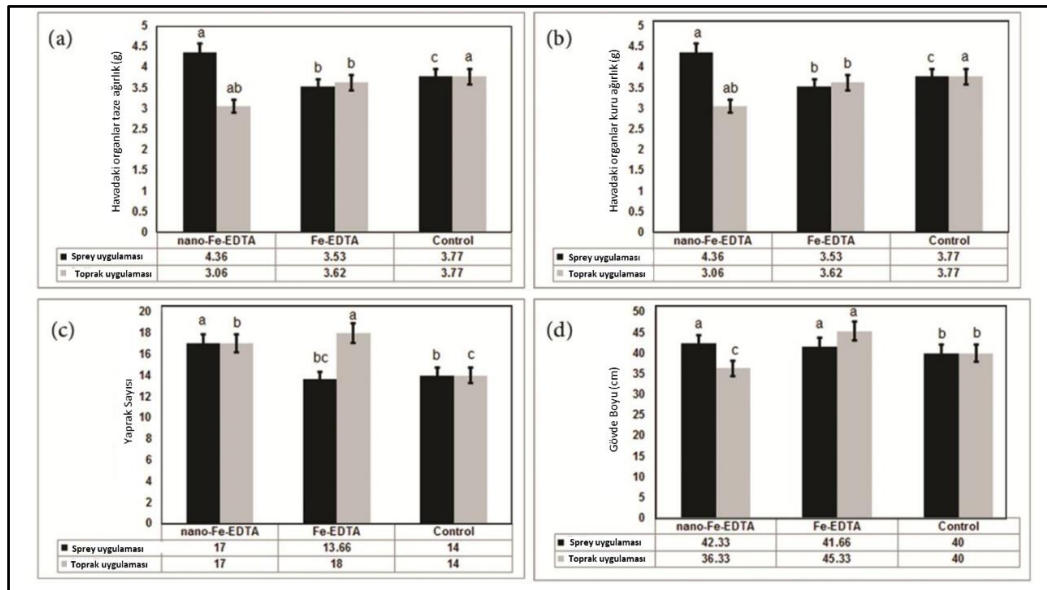 (a)
Havadaki organlar taze ağırlık (g)
5
4.5
4
3.5
3
2.5
2
1.5
1
0.5
0
a
ab
b
b
c
a
nano-Fe-EDTA Fe-EDTA Control
Sprey uygulaması 4.36 3.53 3.77
Toprak uygulaması 3.06 3.62 3.77
(b)
Havadaki organlar kuru ağırlık (g)
5
4.5
4
3.5
3
2.5
2
1.5
1
0.5
0
a
ab
b
b
c
a
nano-Fe-EDTA Fe-EDTA Control
Sprey uygulaması 4.36 3.53 3.77
Toprak uygulaması 3.06 3.62 3.77
(c)
Yaprak Sayısı
20
18
16
14
12
10
8
6
4
2
0
a
b
bc
a
b
c
nano-Fe-EDTA Fe-EDTA Control
Sprey uygulaması 17 13.66 14
Toprak uygulaması 17 18 14
(d)
Gövde Boyu (cm)
50
45
40
35
30
25
20
15
10
5
0
a
c
a
a
b
b
nano-Fe-EDTA Fe-EDTA Control
Sprey uygulaması 42.33 41.66 40
Toprak uygulaması 36.33 45.33 40